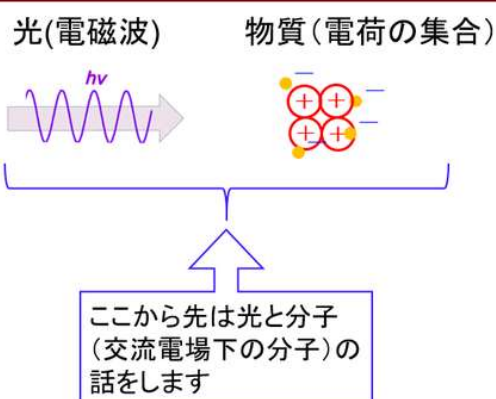 光(電磁波)
物質(電荷の集合)
hν
ここから先は光と分子
(交流電場下の分子)の
話をします